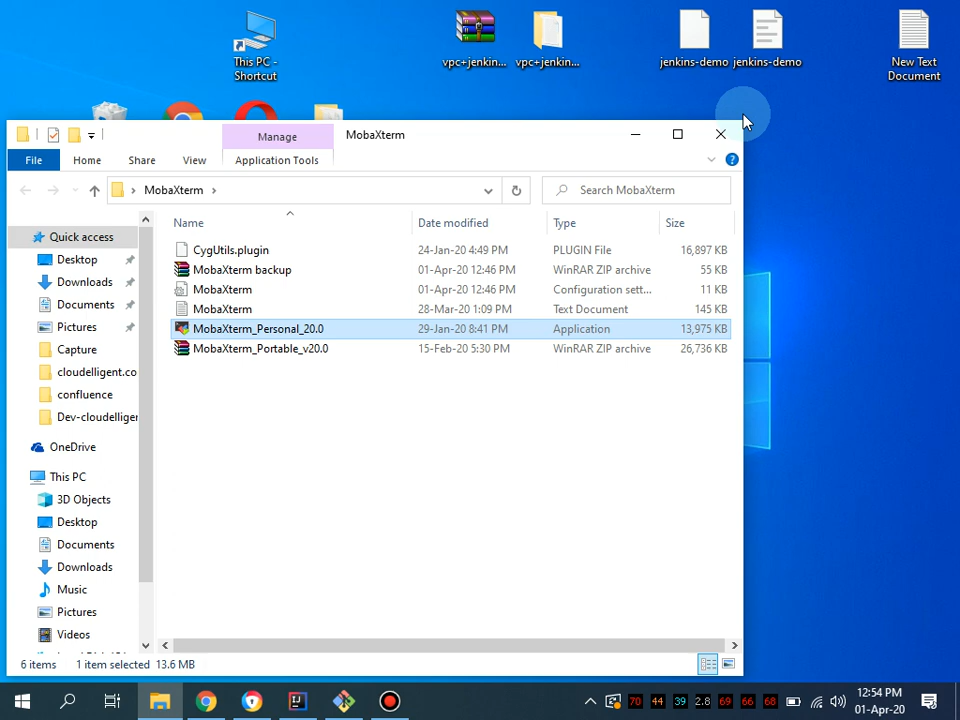 This PC - Shortcut
vpc+jenkin...
vpc+jenkin...
jenkins-demo
jenkins-demo
New Text Document
Manage
MobaXterm
File
Home
Share
View
Application Tools
MobaXterm
Search MobaXterm
Name
Date modified
Type
Size
CygUtils.plugin 24-Jan-20 4:49 PM PLUGIN File 16,897 KB
MobaXterm backup 01-Apr-20 12:46 PM WinRAR ZIP archive 55 KB
MobaXterm 01-Apr-20 12:46 PM Configuration sett... 11 KB
MobaXterm 28-Mar-20 1:09 PM Text Document 145 KB
MobaXterm_Personal_20.0 29-Jan-20 8:41 PM Application 13,975 KB
MobaXterm_Portable_v20.0 15-Feb-20 5:30 PM WinRAR ZIP archive 26,736 KB
Quick access
Desktop
Downloads
Documents
Pictures
Capture
cloudelligent.co
confluence
Dev-cloudelliger
OneDrive
This PC
3D Objects
Desktop
Documents
Downloads
Music
Pictures
Videos
6 items 1 item selected 13.6 MB
70 44 39 2.8 69 66 68
12:54 PM
01-Apr-20